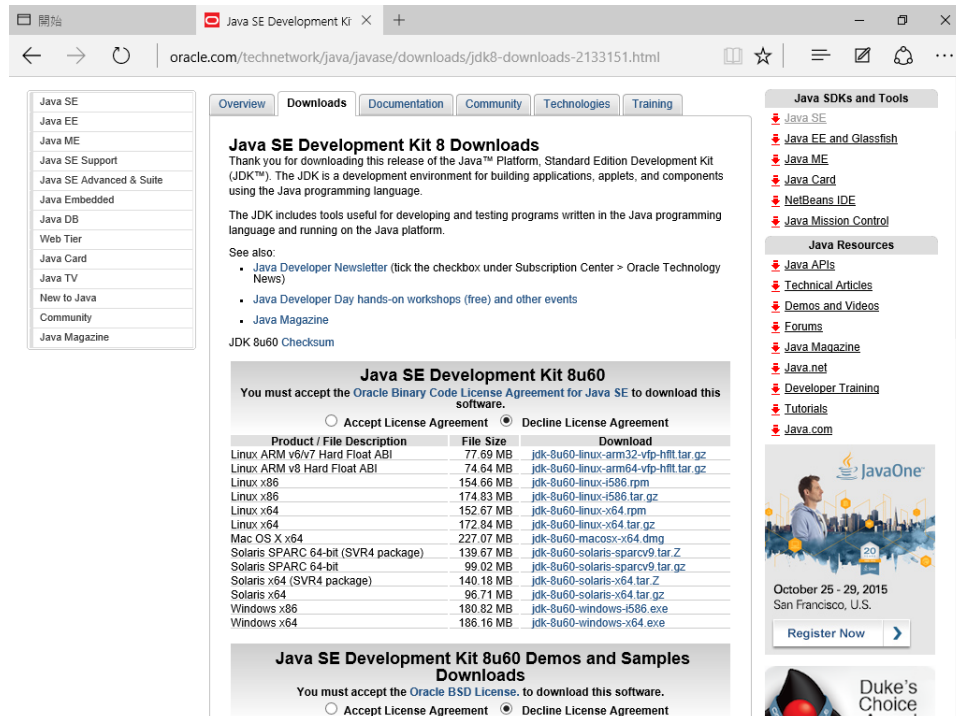 開始
Java SE Development Kit
oracle.com/technetwork/java/javase/downloads/jdk8-downloads-2133151.html
Java SE
Java EE
Java ME
Java SE Support
Java SE Advanced & Suite
Java Embedded
Java DB
Web Tier
Java Card
Java TV
New to Java
Community
Java Magazine
Overview Downloads Documentation Community Technologies Training
Java SE Development Kit 8 Downloads
Thank you for downloading this release of the Java™ Platform, Standard Edition Development Kit
(JDK™). The JDK is a development environment for building applications, applets, and components
using the Java programming language.
The JDK includes tools useful for developing and testing programs written in the Java programming
language and running on the Java platform.
See also:
• Java Developer Newsletter (tick the checkbox under Subscription Center > Oracle Technology
News)
• Java Developer Day hands-on workshops (free) and other events
• Java Magazine
JDK 8u60 Checksum
Java SE Development Kit 8u60
You must accept the Oracle Binary Code License Agreement for Java SE to download this
software.
Accept License Agreement Decline License Agreement
Product / File Description File Size Download
Linux ARM v6/v7 Hard Float ABI 77.69 MB jdk-8u60-linux-arm32-vfp-hflt.tar.gz
Linux ARM v8 Hard Float ABI 74.64 MB jdk-8u60-linux-arm64-vfp-hflt.tar.gz
Linux x86 154.66 MB jdk-8u60-linux-i586.rpm
Linux x86 174.83 MB jdk-8u60-linux-i586.tar.gz
Linux x64 152.67 MB jdk-8u60-linux-x64.rpm
Linux x64 172.84 MB jdk-8u60-linux-x64.tar.gz
Mac OS X x64 227.07 MB jdk-8u60-macosx-x64.dmg
Solaris SPARC 64-bit (SVR4 package) 139.67 MB jdk-8u60-solaris-sparcv9.tar.Z
Solaris SPARC 64-bit 99.02 MB jdk-8u60-solaris-sparcv9.tar.gz
Solaris x64 (SVR4 package) 140.18 MB jdk-8u60-solaris-x64.tar.Z
Solaris x64 96.71 MB jdk-8u60-solaris-x64.tar.gz
Windows x86 180.82 MB jdk-8u60-windows-i586.exe
Windows x64 186.16 MB jdk-8u60-windows-x64.exe
Java SE Development Kit 8u60 Demos and Samples
Downloads
You must accept the Oracle BSD License. to download this software.
Accept License Agreement Decline License Agreement
Java SDKs and Tools
Java SE
Java EE and Glassfish
Java ME
Java Card
NetBeans IDE
Java Mission Control
Java Resources
Java APIs
Technical Articles
Demos and Videos
Forums
Java Magazine
Java.net
Developer Training
Tutorials
Java.com
JavaOne
20
October 25 - 29, 2015
San Francisco, U.S.
Register Now
Duke's
Choice